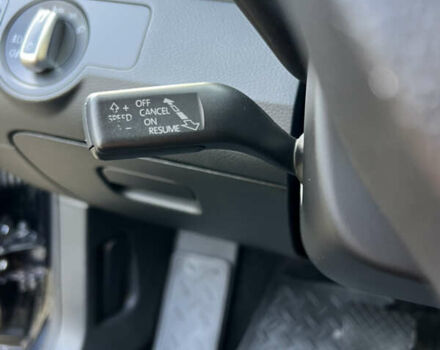 + OFF
SPEED CANCEL
- ON
RESUME